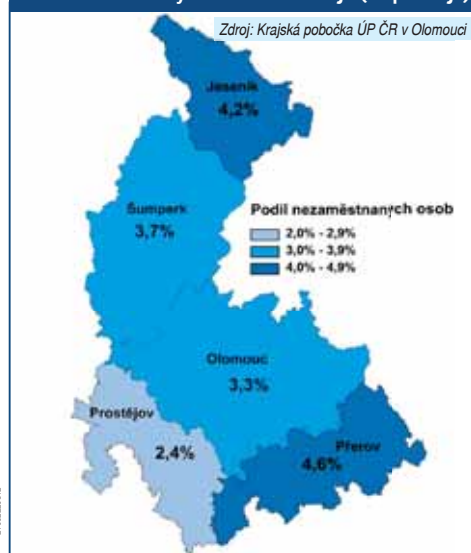 Zdroj: Krajská pobočka ÚP ČR v Olomouci
Jeseník
4,2%
Šumperk
3,7%
Podíl nezaměstnaných osob
2,0% - 2,9%
3,0% - 3,9%
4,0% - 4,9%
Olomouc
3,3%
Prostějov
2,4%
Přerov
4,6%